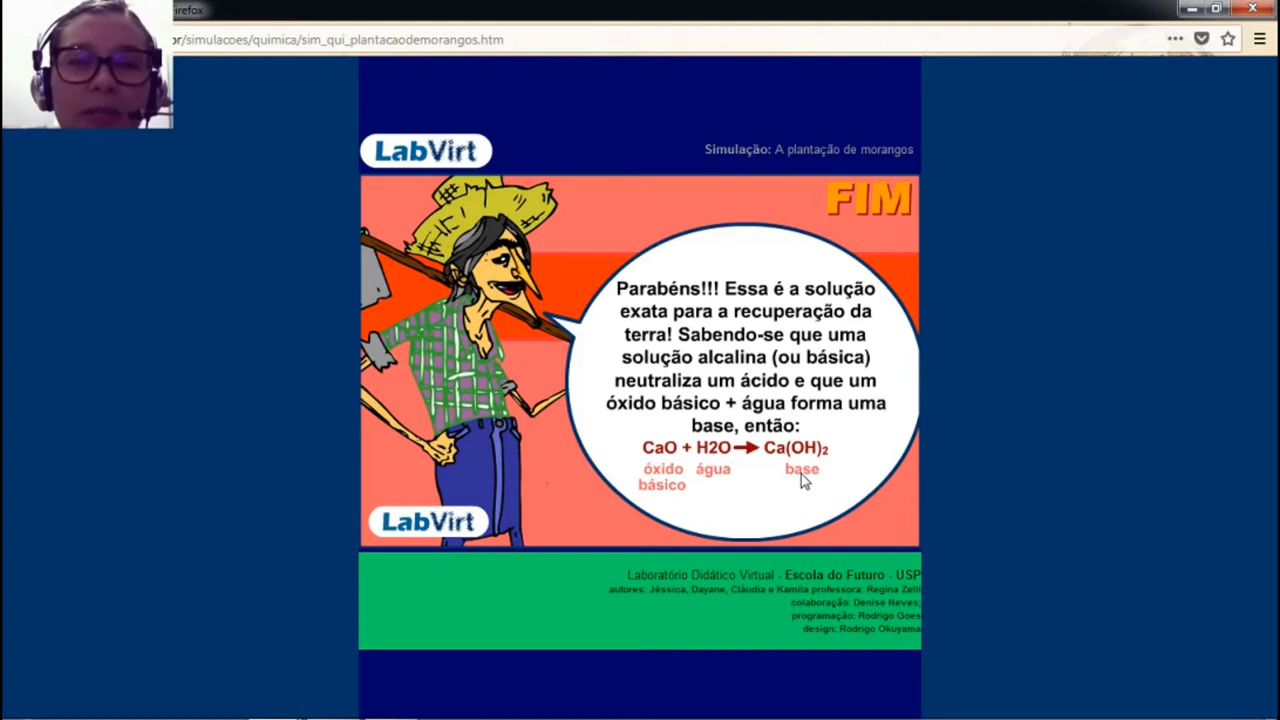 Firefox
or/simulacoes/quimica/sim_qui_plantacaodemorangos.htm
LabVirt
Simulação: A plantação de morangos
FIM
Parabéns!!! Essa é a solução
exata para a recuperação da
terra! Sabendo-se que uma
solução alcalina (ou básica)
neutraliza um ácido e que um
óxido básico + água forma uma
base, então:
CaO + H2O → Ca(OH)₂
óxido água base
básico
LabVirt
Laboratório Didático Virtual - Escola do Futuro - USP
autores: Jéssica, Dayane, Cláudia e Kamila professora: Regina Zelli
colaboração: Denise Neves;
programação: Rodrigo Goes
design: Rodrigo Okuyama